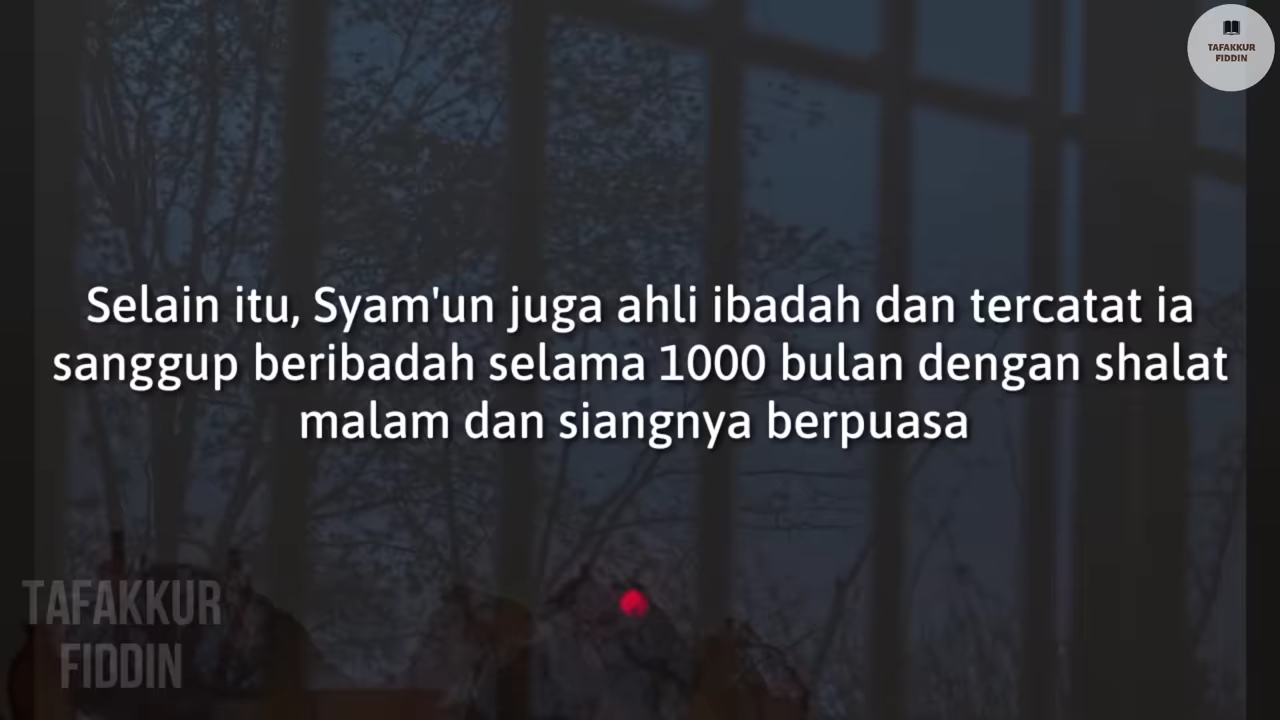 TAFAKKUR
FIDDIN
Selain itu, Syam'un juga ahli ibadah dan tercatat ia
sanggup beribadah selama 1000 bulan dengan shalat
malam dan siangnya berpuasa
TAFAKKUR
FIDDIN